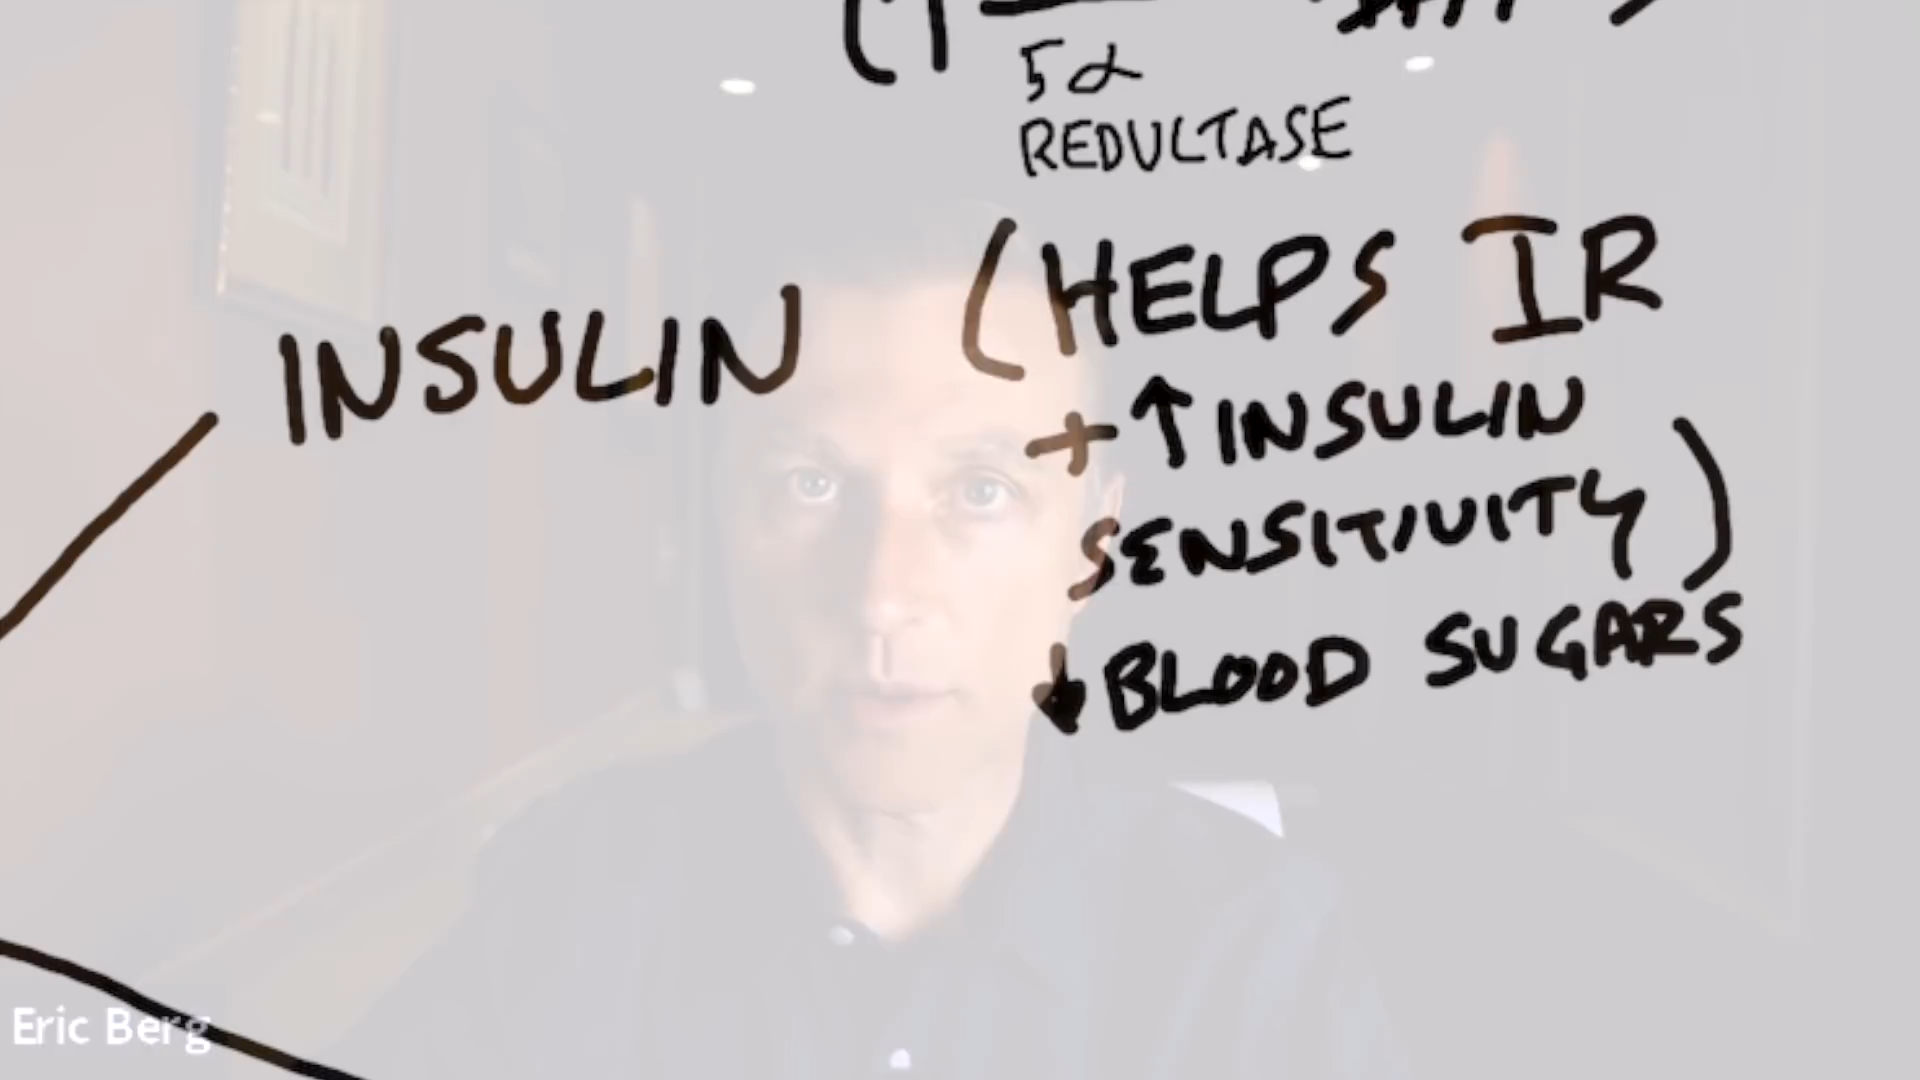 5α
REDULTASE
INSULIN (HELPS IR
+ ↑ INSULIN
SENSITIVITY)
↓ BLOOD SUGARS
Eric Berg